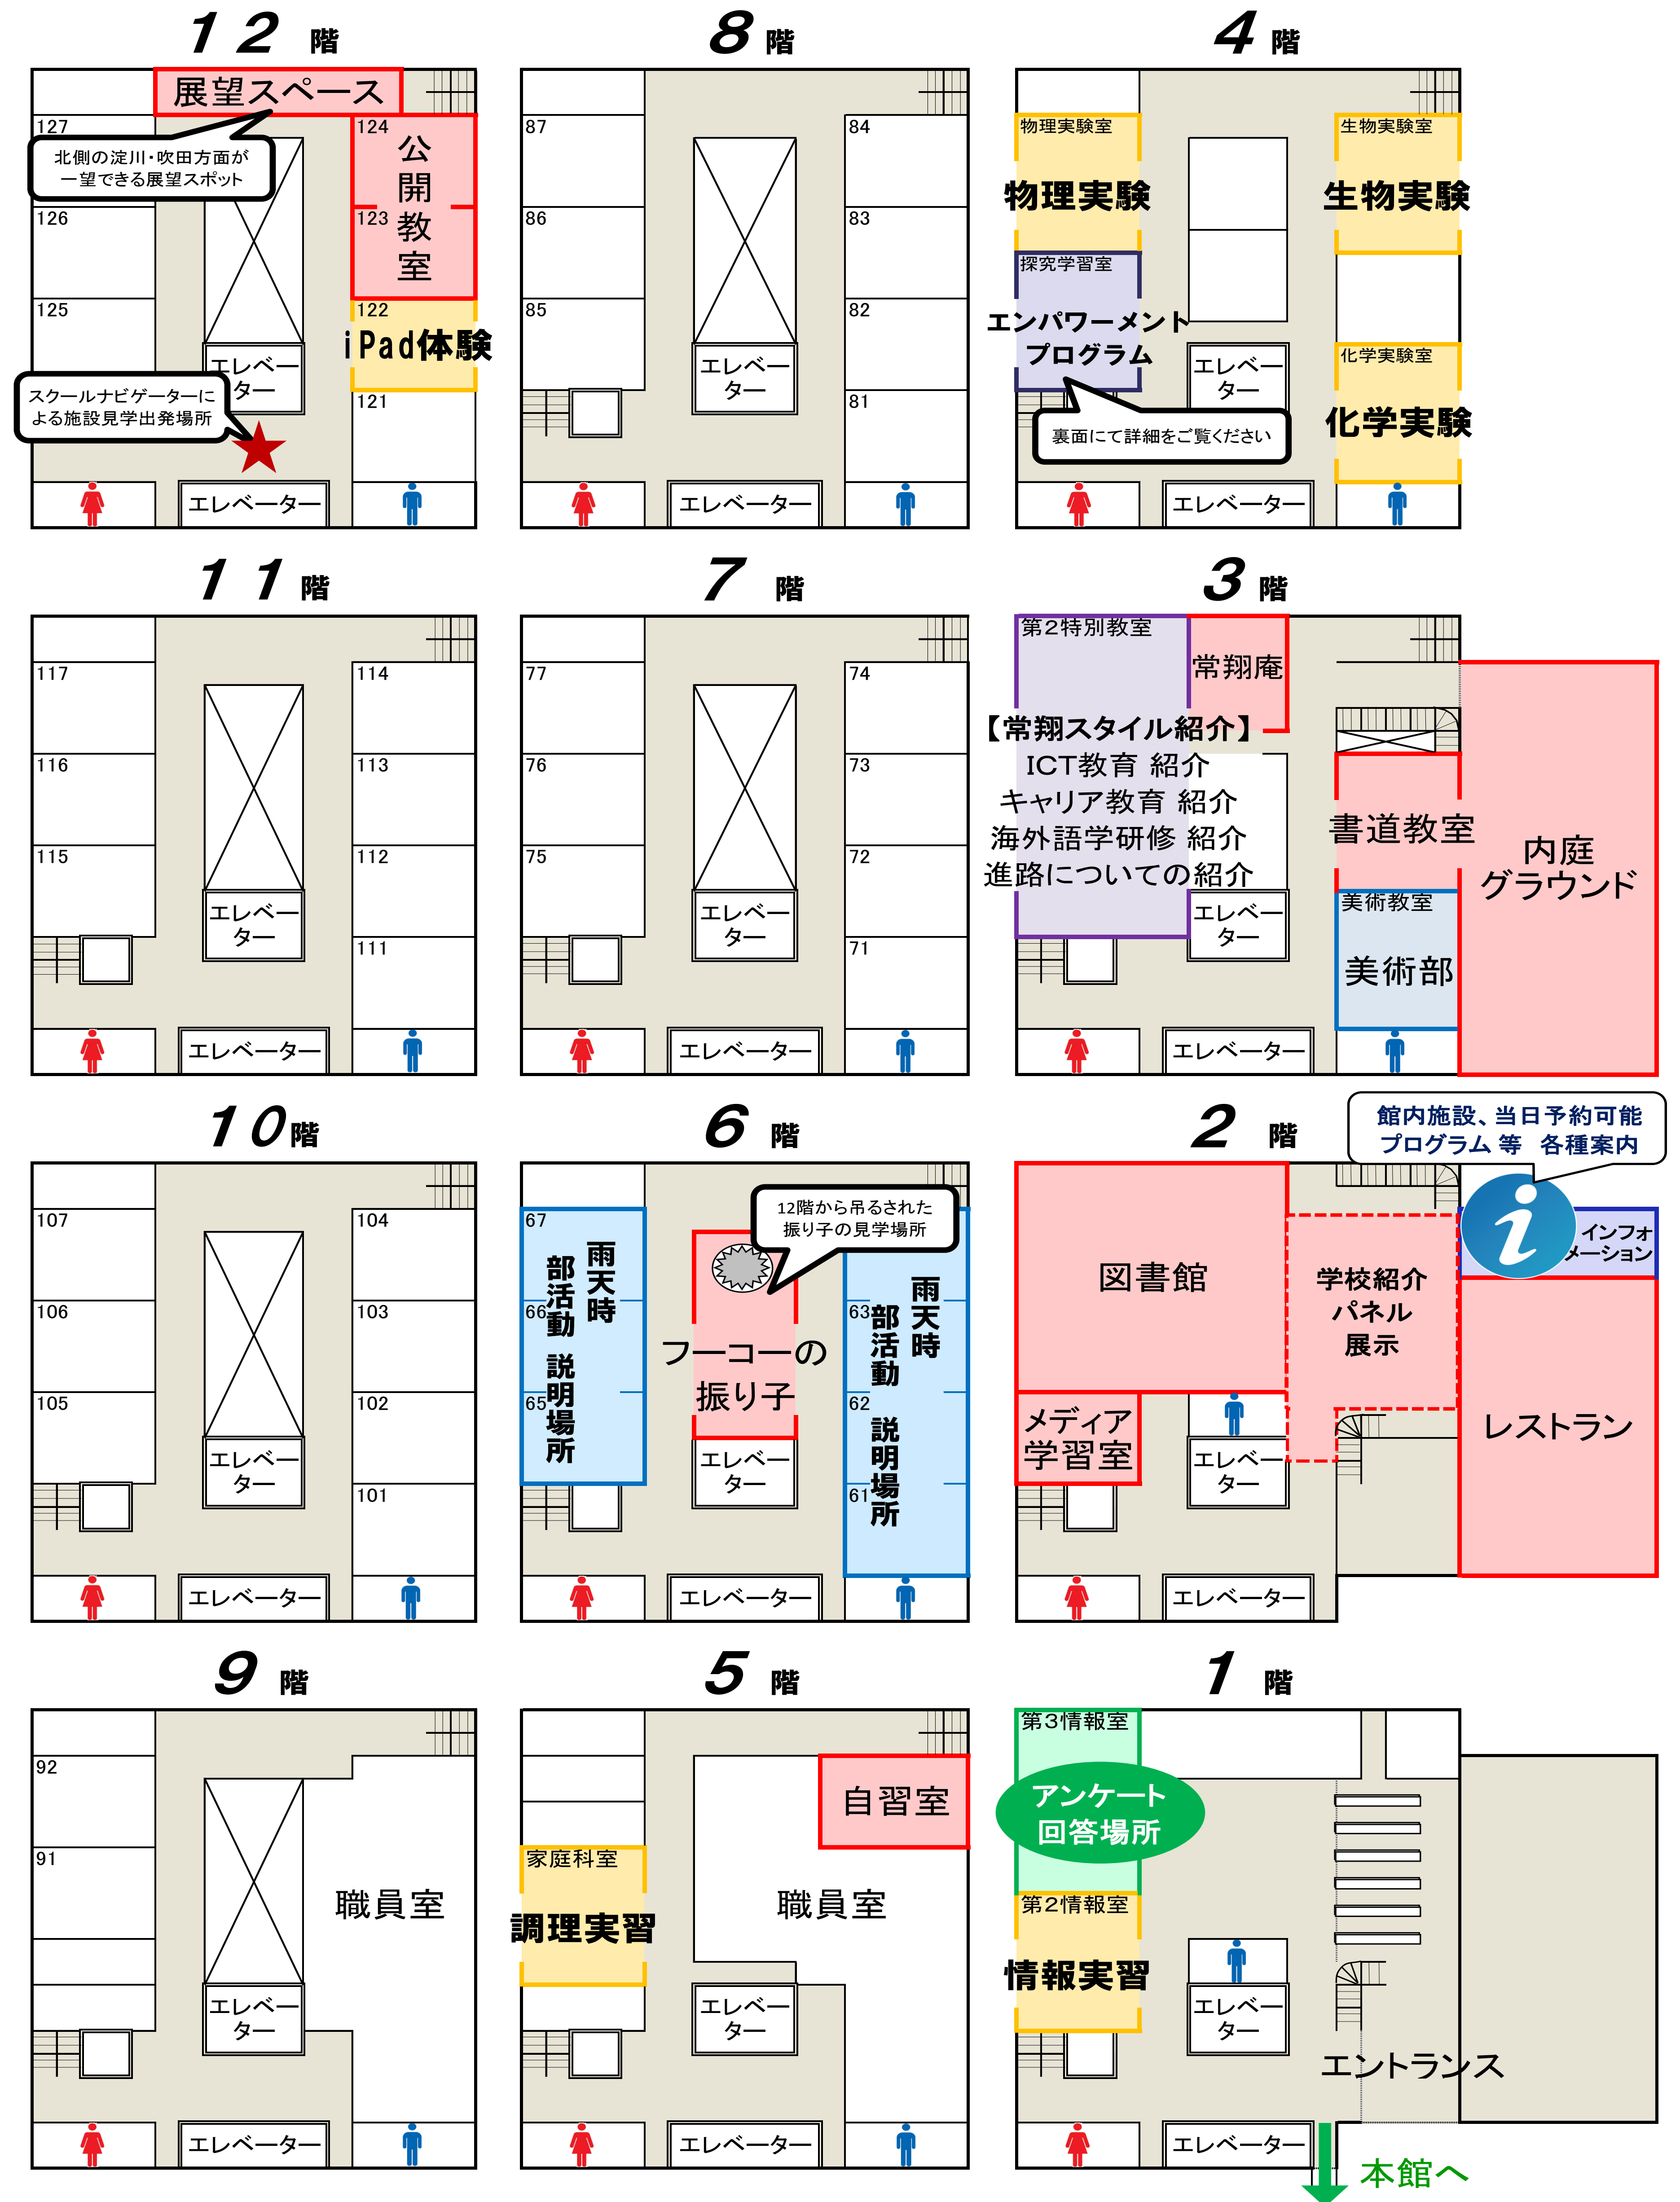 12 階
展望スペース
127
北側の淀川・吹田方面が
一望できる展望スポット
124
公開教室
126
123
125
122
iPad体験
エレベー
ター
スクールナビゲーターに
よる施設見学出発場所
121
エレベーター
8 階
87
84
86
83
85
82
エレベー
ター
81
エレベーター
4 階
物理実験室
物理実験
生物実験室
生物実験
探究学習室
エンパワーメント
プログラム
化学実験室
化学実験
エレベー
ター
裏面にて詳細をご覧ください
エレベーター
11 階
117
114
116
113
115
112
エレベー
ター
111
エレベーター
7 階
77
74
76
73
75
72
エレベー
ター
71
エレベーター
3 階
第2特別教室
常翔庵
【常翔スタイル紹介】
ICT教育 紹介
キャリア教育 紹介
海外語学研修 紹介
進路についての紹介
書道教室
内庭
グラウンド
美術教室
美術部
エレベー
ター
エレベーター
10 階
107
104
106
103
105
102
エレベー
ター
101
エレベーター
6 階
12階から吊るされた
振り子の見学場所
67
雨天時
部活動 説明場所
66
65
フーコーの
振り子
雨天時
部活動 説明場所
63
62
61
エレベー
ター
エレベーター
2 階
館内施設、当日予約可能
プログラム 等 各種案内
i
インフォ
メーション
図書館
学校紹介
パネル
展示
メディア
学習室
レストラン
エレベー
ター
エレベーター
9 階
92
91
職員室
エレベー
ター
エレベーター
5 階
自習室
家庭科室
調理実習
職員室
エレベー
ター
エレベーター
1 階
第3情報室
アンケート
回答場所
第2情報室
情報実習
エレベー
ター
エントランス
エレベーター
本館へ